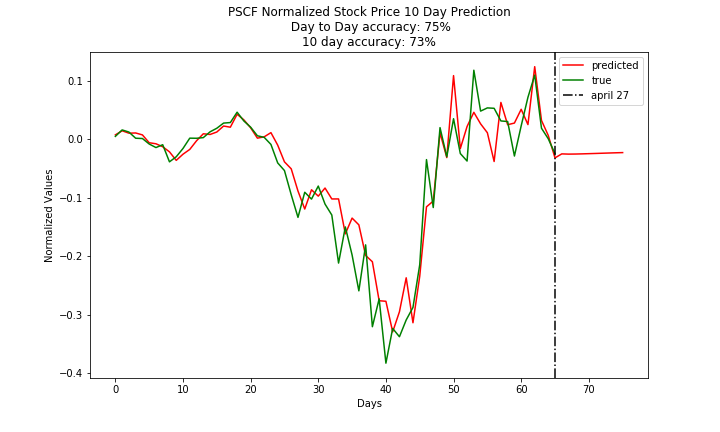 PSCF Normalized Stock Price 10 Day Prediction
Day to Day accuracy: 75%
10 day accuracy: 73%
predicted
true
april 27
0.1
0.0
−0.1
−0.2
−0.3
−0.4
Normalized Values
0 10 20 30 40 50 60 70
Days